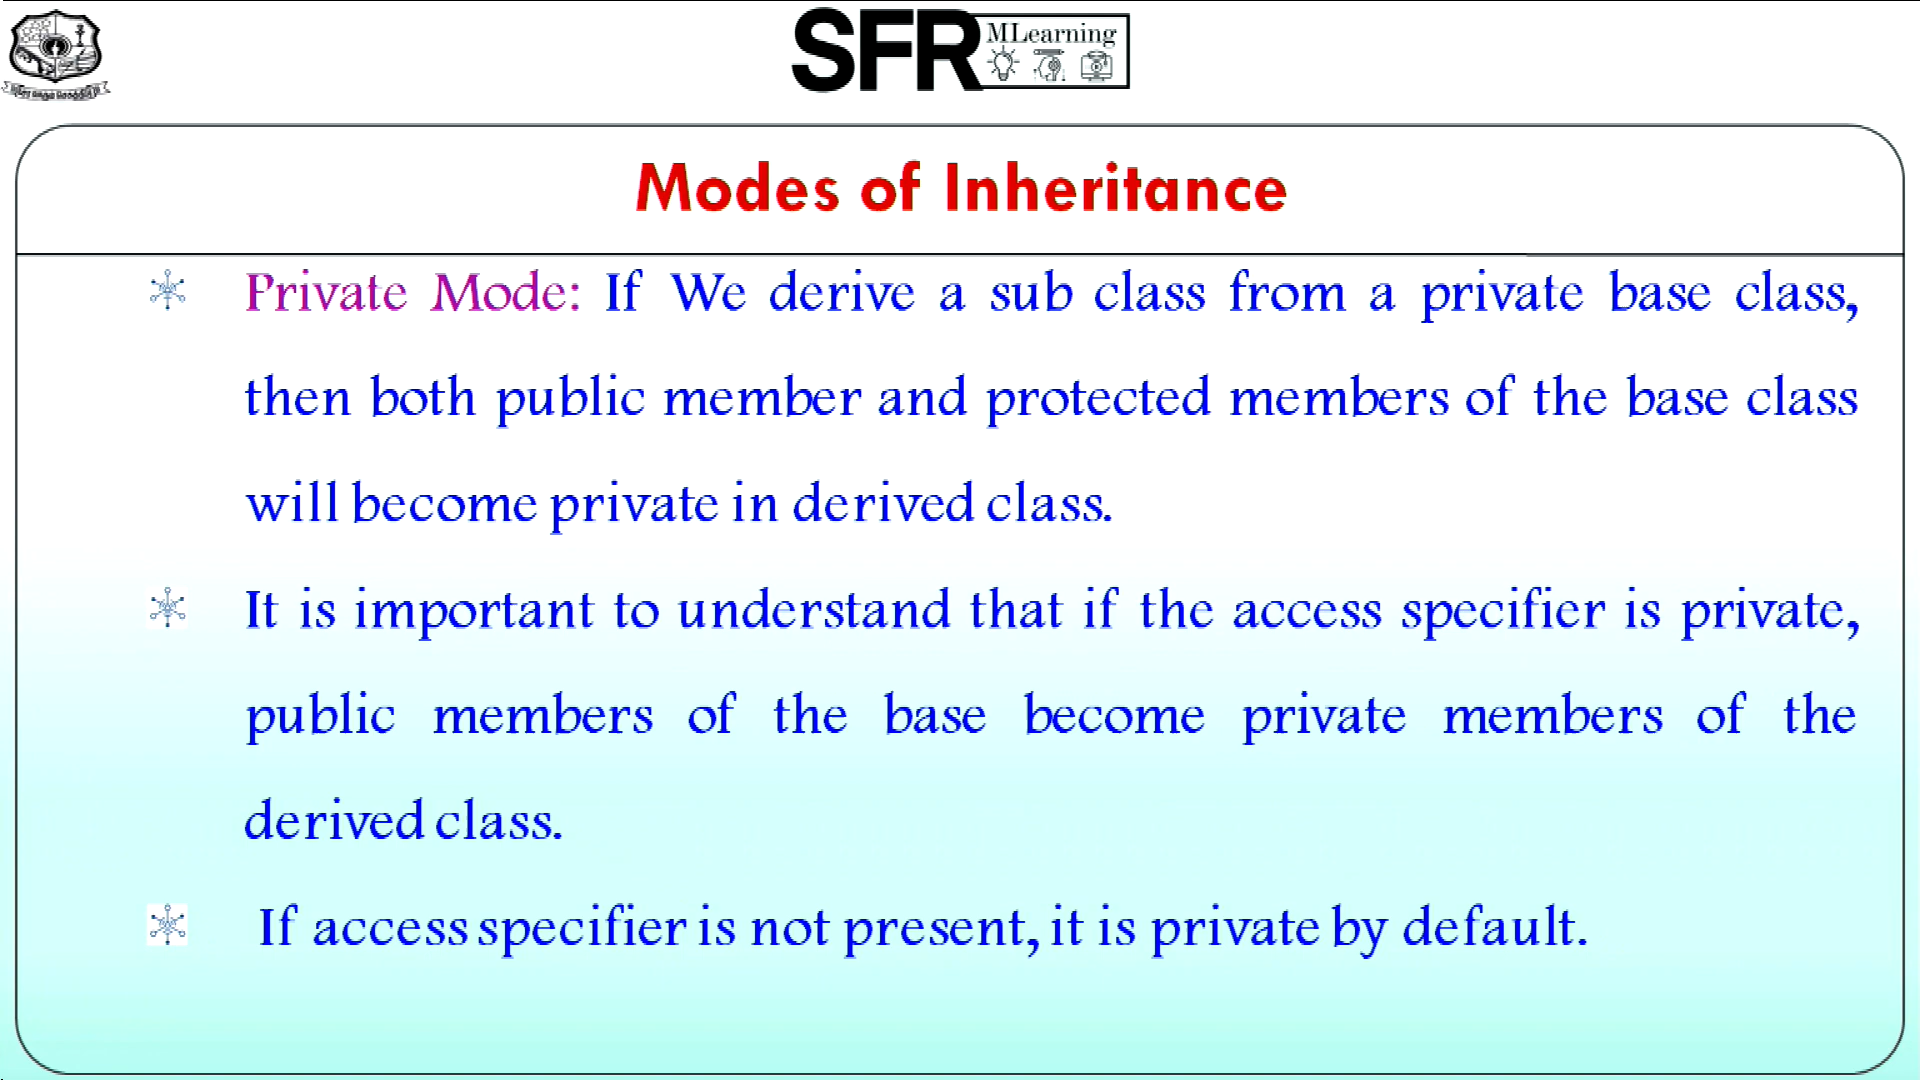 SFR MLearning
Modes of Inheritance
Private Mode: If We derive a sub class from a private base class,
then both public member and protected members of the base class
will become private in derived class.
It is important to understand that if the access specifier is private,
public members of the base become private members of the
derived class.
If access specifier is not present, it is private by default.